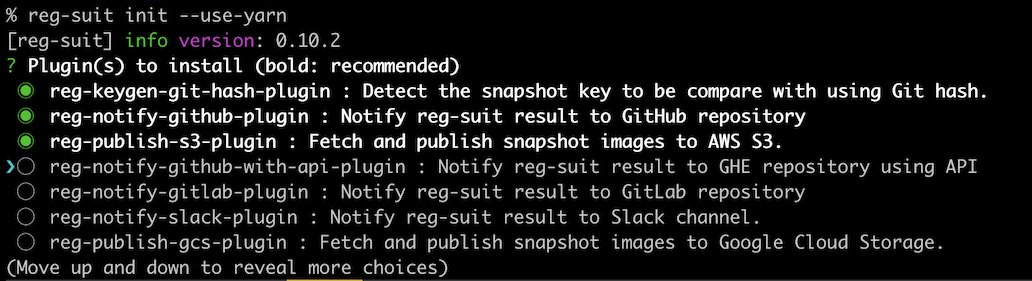 % reg-suit init --use-yarn
[reg-suit] info version: 0.10.2
? Plugin(s) to install (bold: recommended)
◉ reg-keygen-git-hash-plugin : Detect the snapshot key to be compare with using Git hash.
◉ reg-notify-github-plugin : Notify reg-suit result to GitHub repository
◉ reg-publish-s3-plugin : Fetch and publish snapshot images to AWS S3.
❯◯ reg-notify-github-with-api-plugin : Notify reg-suit result to GHE repository using API
◯ reg-notify-gitlab-plugin : Notify reg-suit result to GitLab repository
◯ reg-notify-slack-plugin : Notify reg-suit result to Slack channel.
◯ reg-publish-gcs-plugin : Fetch and publish snapshot images to Google Cloud Storage.
(Move up and down to reveal more choices)